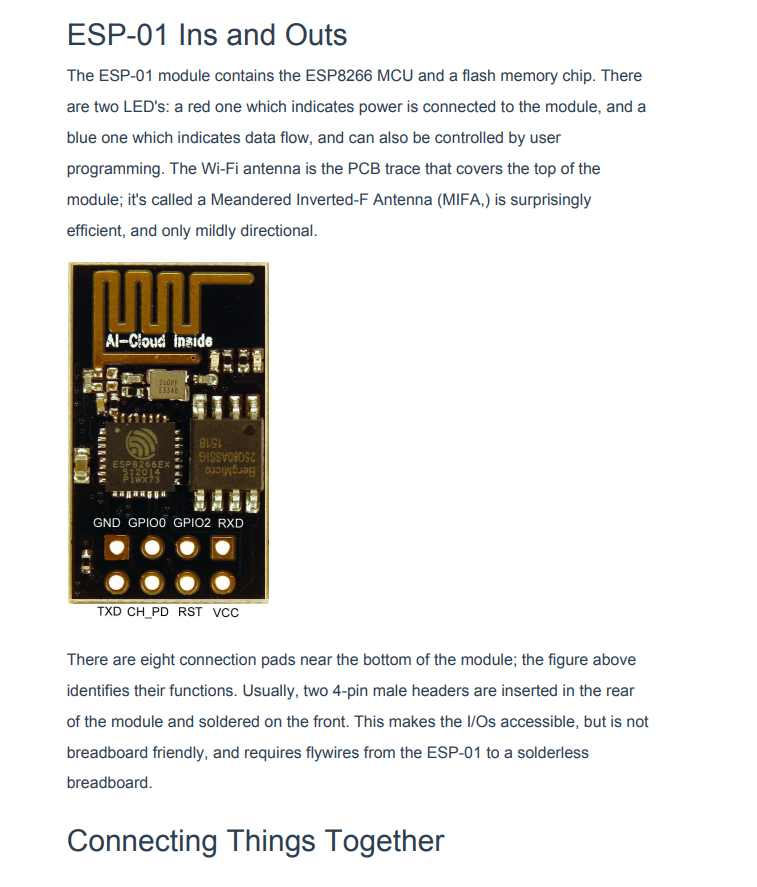 ESP-01 Ins and Outs
The ESP-01 module contains the ESP8266 MCU and a flash memory chip. There
are two LED's: a red one which indicates power is connected to the module, and a
blue one which indicates data flow, and can also be controlled by user
programming. The Wi-Fi antenna is the PCB trace that covers the top of the
module; it's called a Meandered Inverted-F Antenna (MIFA,) is surprisingly
efficient, and only mildly directional.
AI-Cloud inside
260PP
E3340
ESP8266EX
512014
P1WX73
BergMicro
25Q80ASSIG
1518
GND GPIO0 GPIO2 RXD
TXD CH_PD RST VCC
There are eight connection pads near the bottom of the module; the figure above
identifies their functions. Usually, two 4-pin male headers are inserted in the rear
of the module and soldered on the front. This makes the I/Os accessible, but is not
breadboard friendly, and requires flywires from the ESP-01 to a solderless
breadboard.
Connecting Things Together